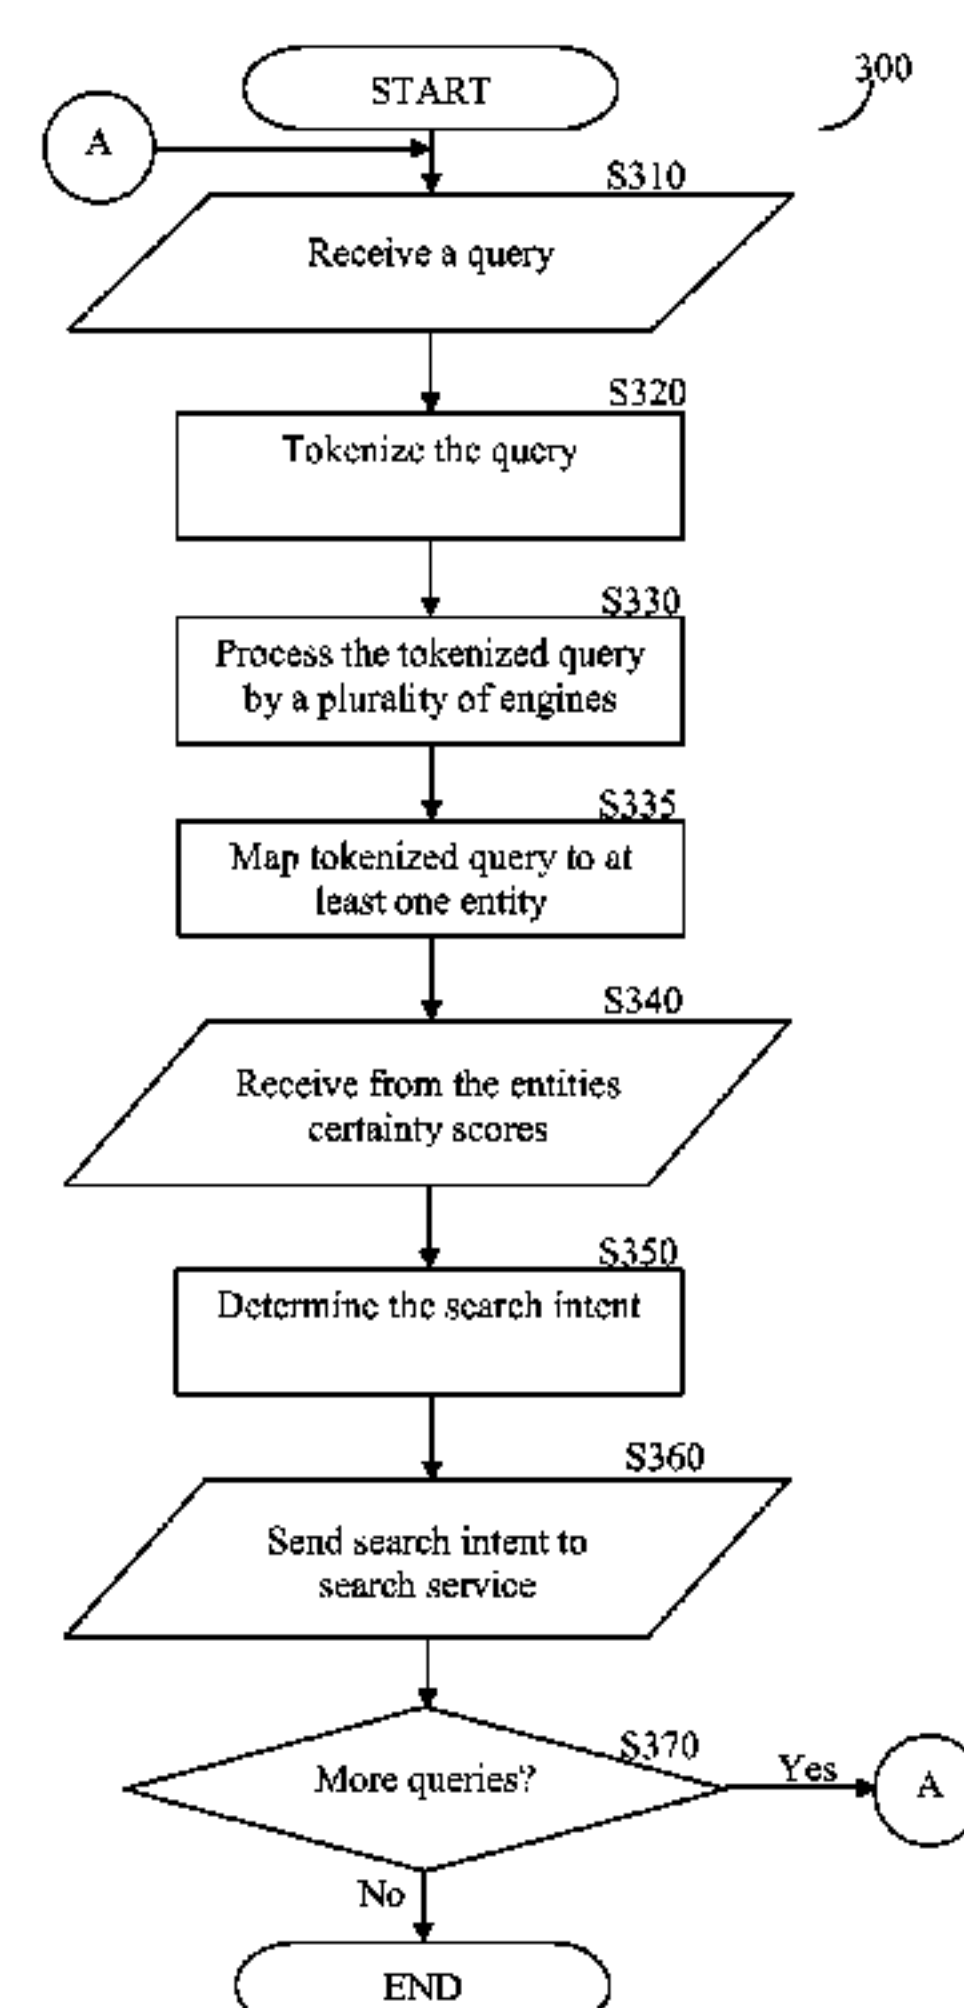 START
300
A
S310
Receive a query
S320
Tokenize the query
S330
Process the tokenized query
by a plurality of engines
S335
Map tokenized query to at
least one entity
S340
Receive from the entities
certainty scores
S350
Determine the search intent
S360
Send search intent to
search service
S370
More queries?
Yes
A
No
END